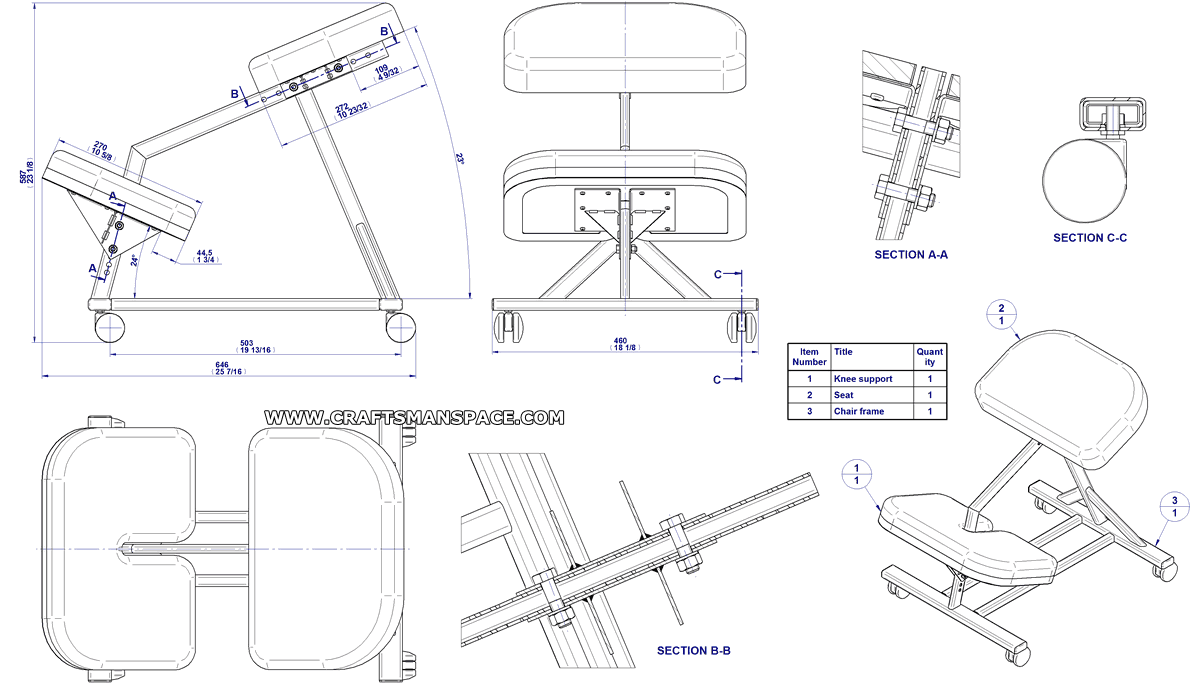 B
B
109
( 4 9/32)
272
( 10 23/32)
270
( 10 5/8)
587
( 23 1/8)
23°
A
A
24°
44,5
( 1 3/4)
503
( 19 13/16)
646
( 25 7/16)
C
C
460
( 18 1/8)
SECTION A-A
SECTION C-C
Item Number Title Quantity
1 Knee support 1
2 Seat 1
3 Chair frame 1
WWW.CRAFTSMANSPACE.COM
SECTION B-B
2
1
1
1
3
1